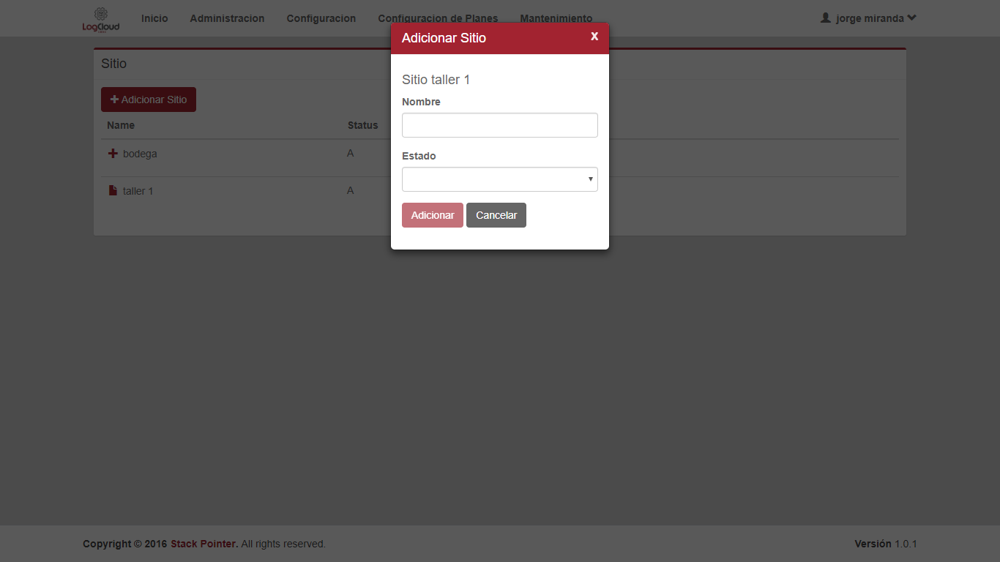 LogCloud Inicio Administracion Configuracion Configuracion de Planes Mantenimiento jorge miranda
Adicionar Sitio x
Sitio
Sitio taller 1
Adicionar Sitio
Nombre
Name Status
bodega A
Estado
taller 1 A
Adicionar Cancelar
Copyright © 2016 Stack Pointer. All rights reserved. Versión 1.0.1